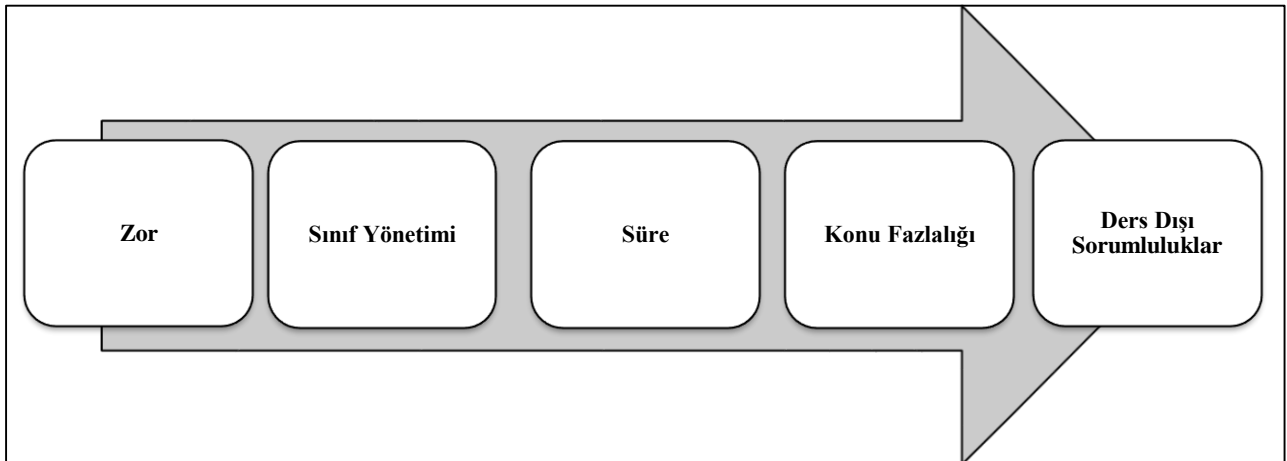 Zor
Sınıf Yönetimi
Süre
Konu Fazlalığı
Ders Dışı
Sorumluluklar